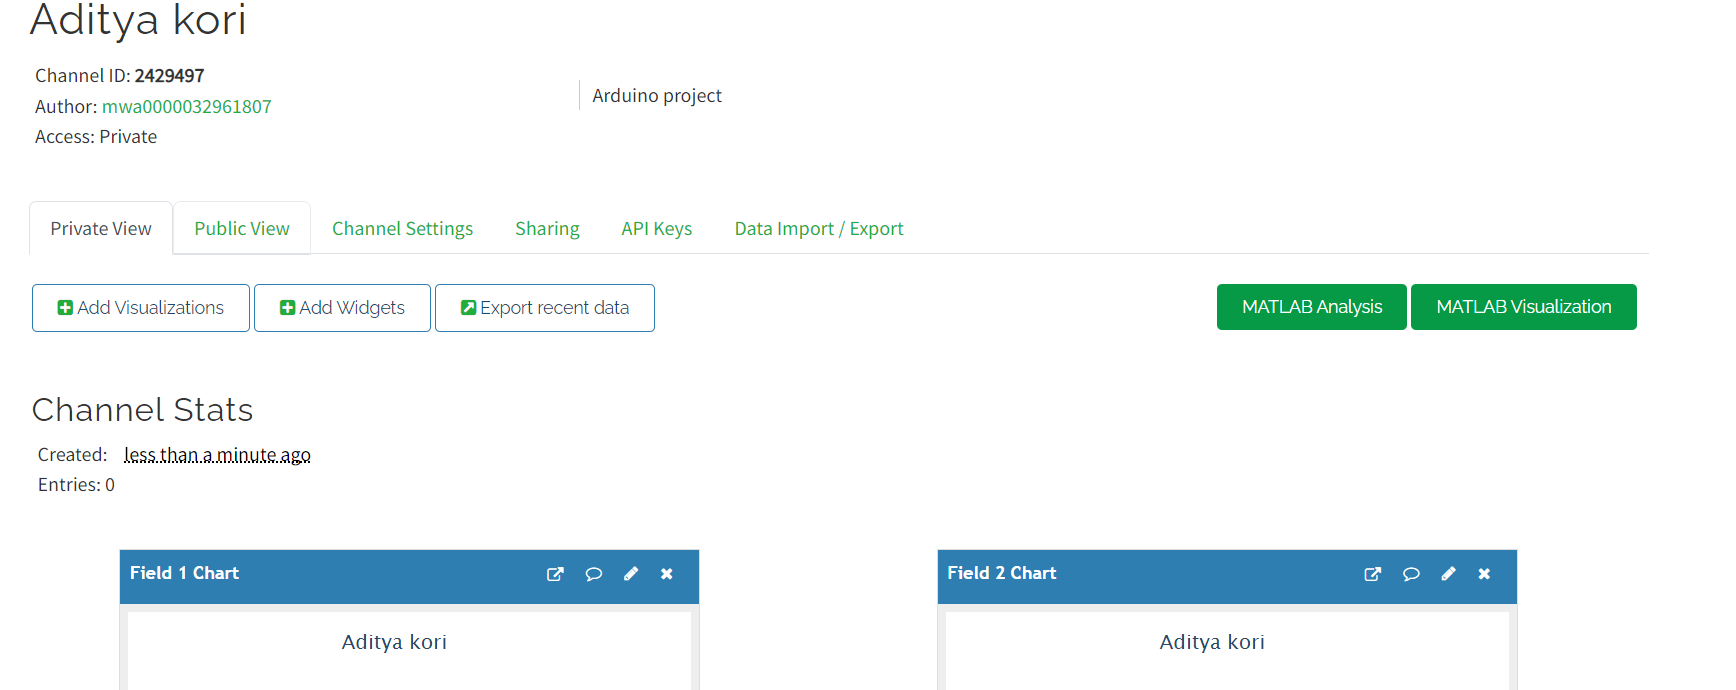 Aditya kori
Channel ID: 2429497
Author: mwa0000032961807
Access: Private
Arduino project
Private View
Public View
Channel Settings
Sharing
API Keys
Data Import / Export
Add Visualizations
Add Widgets
Export recent data
MATLAB Analysis
MATLAB Visualization
Channel Stats
Created: less than a minute ago
Entries: 0
Field 1 Chart
Aditya kori
Field 2 Chart
Aditya kori